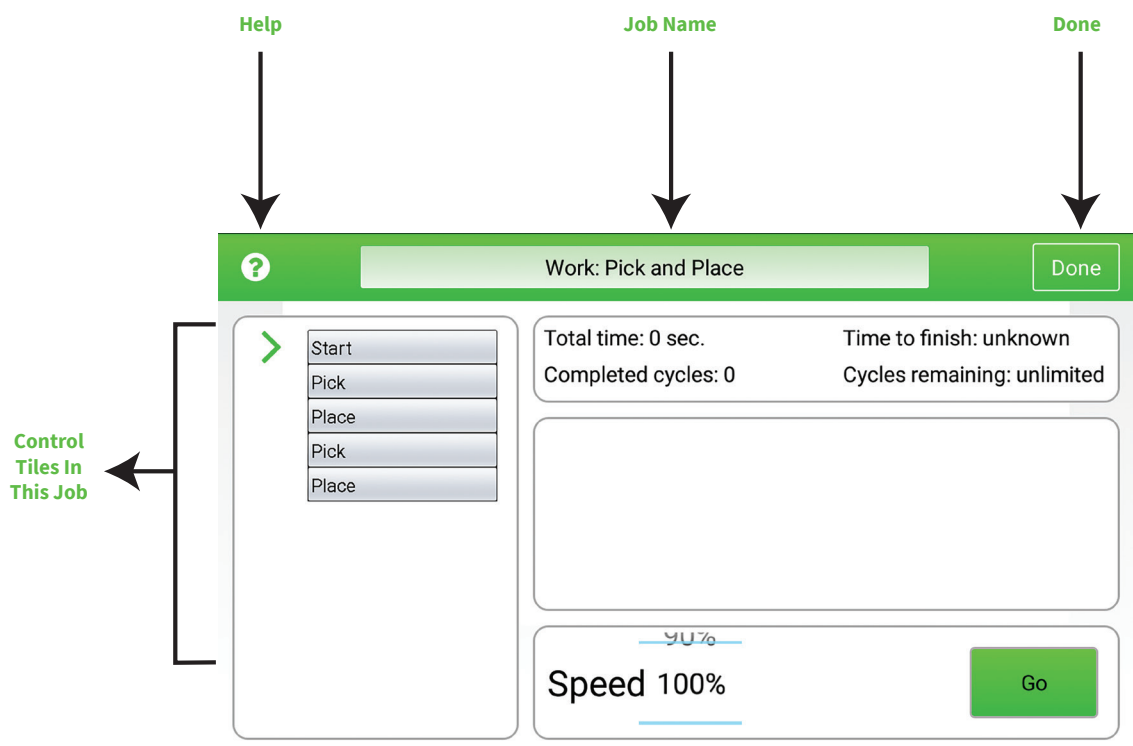 Help
Job Name
Done
?
Work: Pick and Place
Done
Control
Tiles In
This Job
Start
Pick
Place
Pick
Place
Total time: 0 sec.
Time to finish: unknown
Completed cycles: 0
Cycles remaining: unlimited
90%
Speed 100%
Go